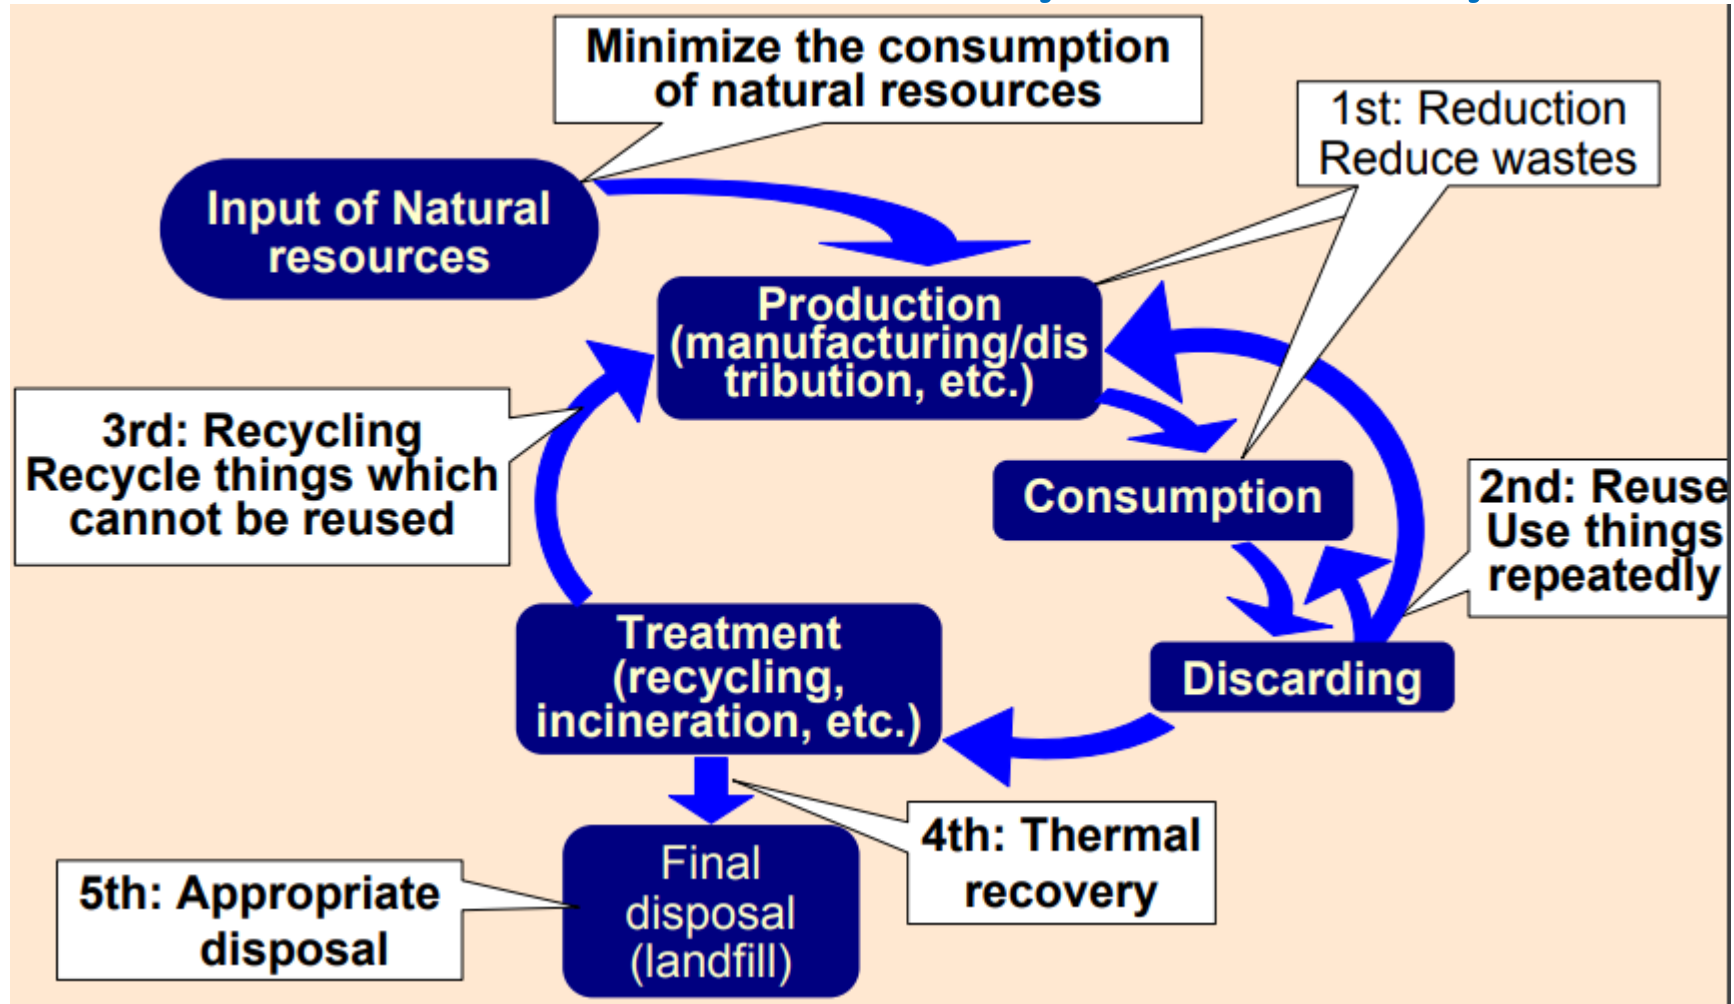 Minimize the consumption
of natural resources
1st: Reduction
Reduce wastes
Input of Natural
resources
Production
(manufacturing/dis
tribution, etc.)
3rd: Recycling
Recycle things which
cannot be reused
Consumption
2nd: Reuse
Use things
repeatedly
Treatment
(recycling,
incineration, etc.)
Discarding
4th: Thermal
recovery
Final
disposal
(landfill)
5th: Appropriate
disposal